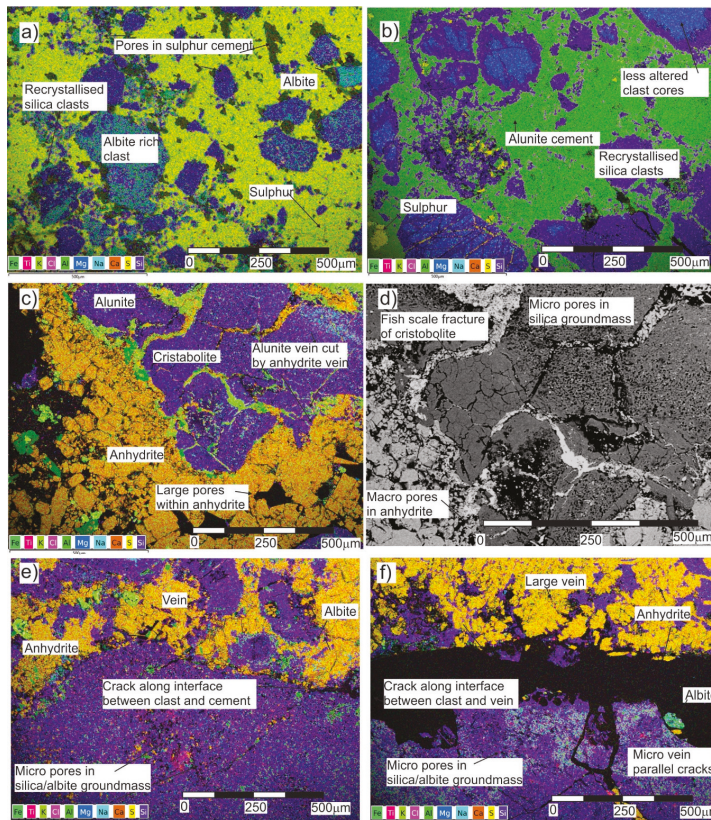 a)
Pores in sulphur cement
Recrystallised
silica clasts
Albite
Albite rich
clast
Sulphur
0 250 500µm
Fe Ti K Cl Al Mg Na Ca S Si
500µm
b)
less altered
clast cores
Alunite cement
Recrystallised
silica clasts
Sulphur
0 250 500µm
Fe Ti K Cl Al Mg Na Ca S Si
500µm
c)
Alunite
Cristabolite
Alunite vein cut
by anhydrite vein
Anhydrite
Large pores
within anhydrite
0 250 500µm
Fe Ti K Cl Al Mg Na Ca S Si
500µm
d)
Micro pores in
silica groundmass
Fish scale fracture
of cristobolite
Macro pores
in anhydrite
0 250 500µm
e)
Vein
Albite
Anhydrite
Crack along interface
between clast and cement
Micro pores in
silica/albite groundmass
0 250 500µm
Fe Ti K Cl Al Mg Na Ca S Si
f)
Large vein
Anhydrite
Crack along interface
between clast and vein
Albite
Micro pores in
silica/albite groundmass
Micro vein
parallel cracks
0 250 500µm
Fe Ti K Cl Al Mg Na Ca S Si